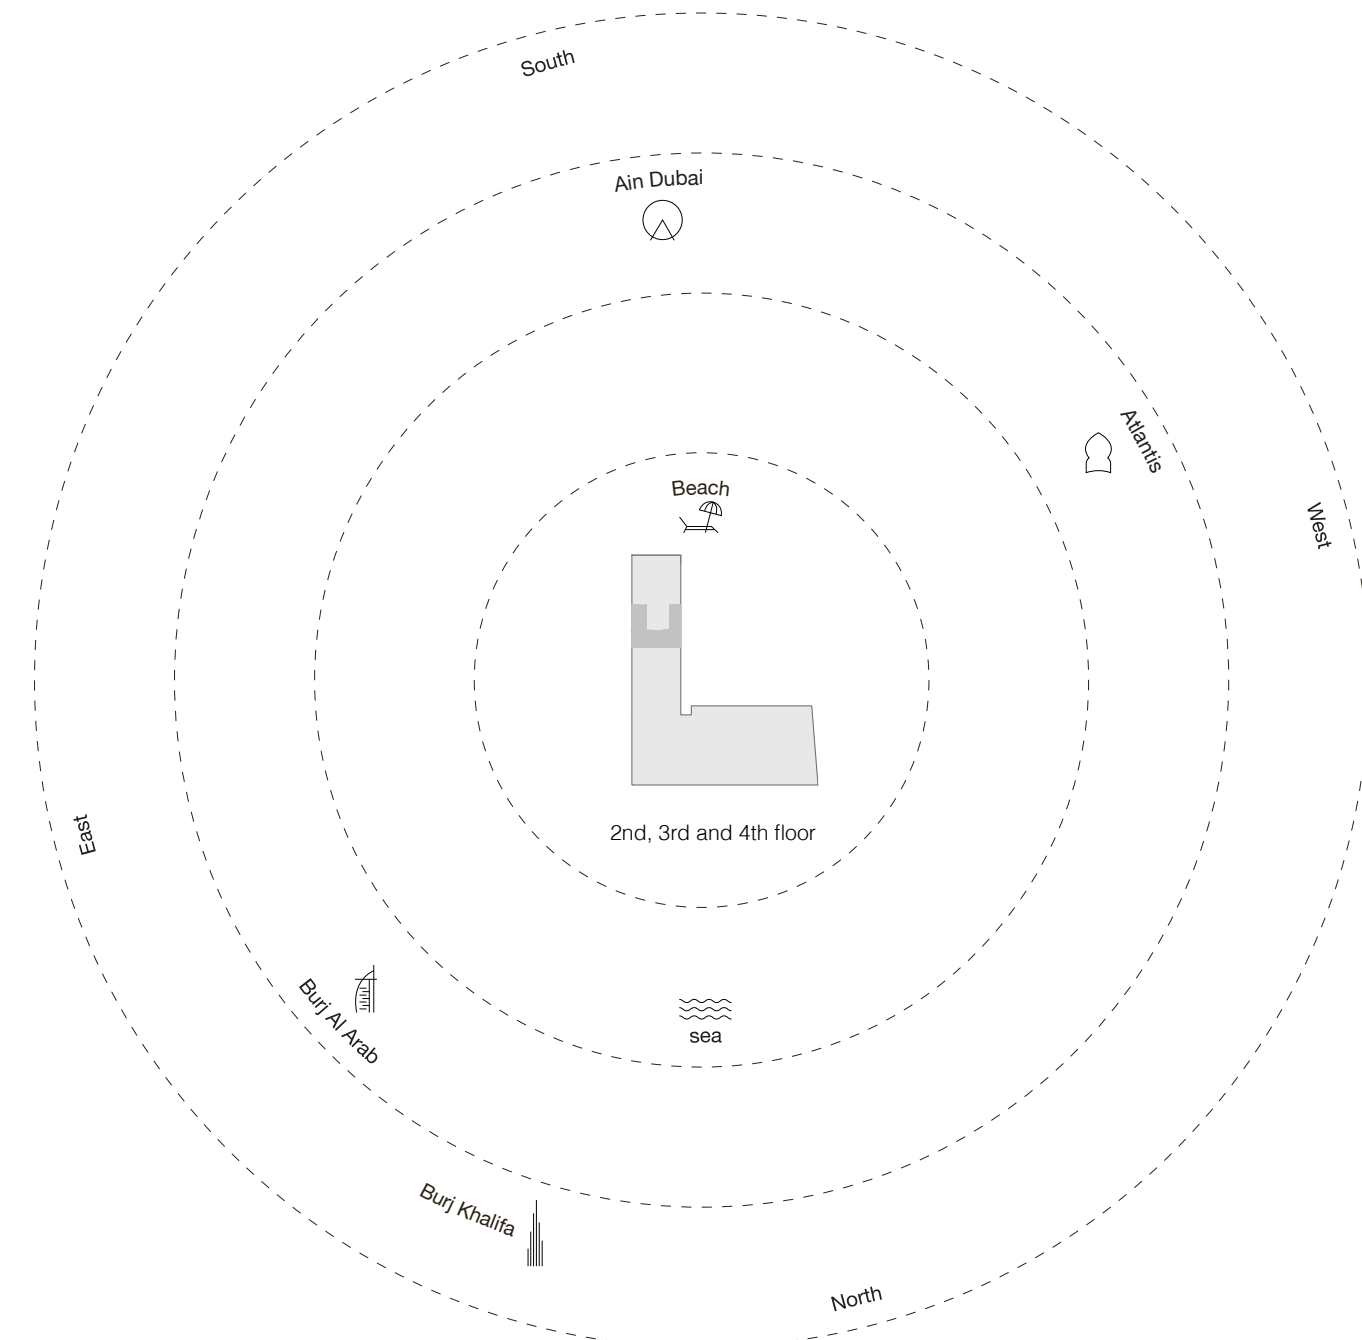 South
Ain Dubai
Atlantis
Beach
West
East
2nd, 3rd and 4th floor
Burj Al Arab
sea
Burj Khalifa
North